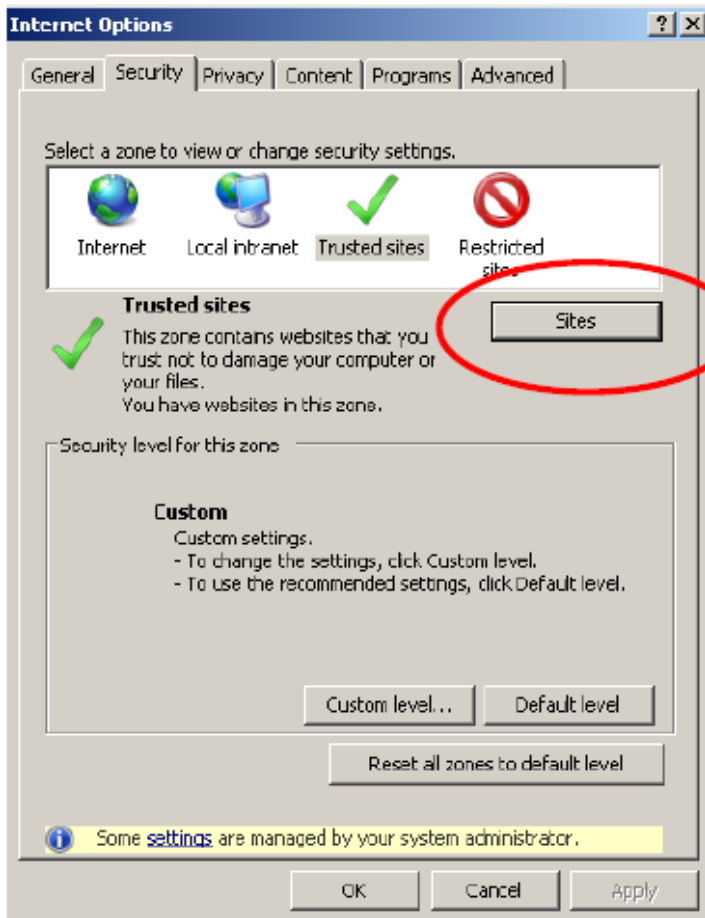 Internet Options
? X
General Security Privacy Content Programs Advanced
Select a zone to view or change security settings.
Internet Local intranet Trusted sites Restricted
sites
Trusted sites
Sites
This zone contains websites that you
trust not to damage your computer or
your files.
You have websites in this zone.
Security level for this zone
Custom
Custom settings.
- To change the settings, click Custom level.
- To use the recommended settings, click Default level.
Custom level... Default level
Reset all zones to default level
Some settings are managed by your system administrator.
OK Cancel Apply